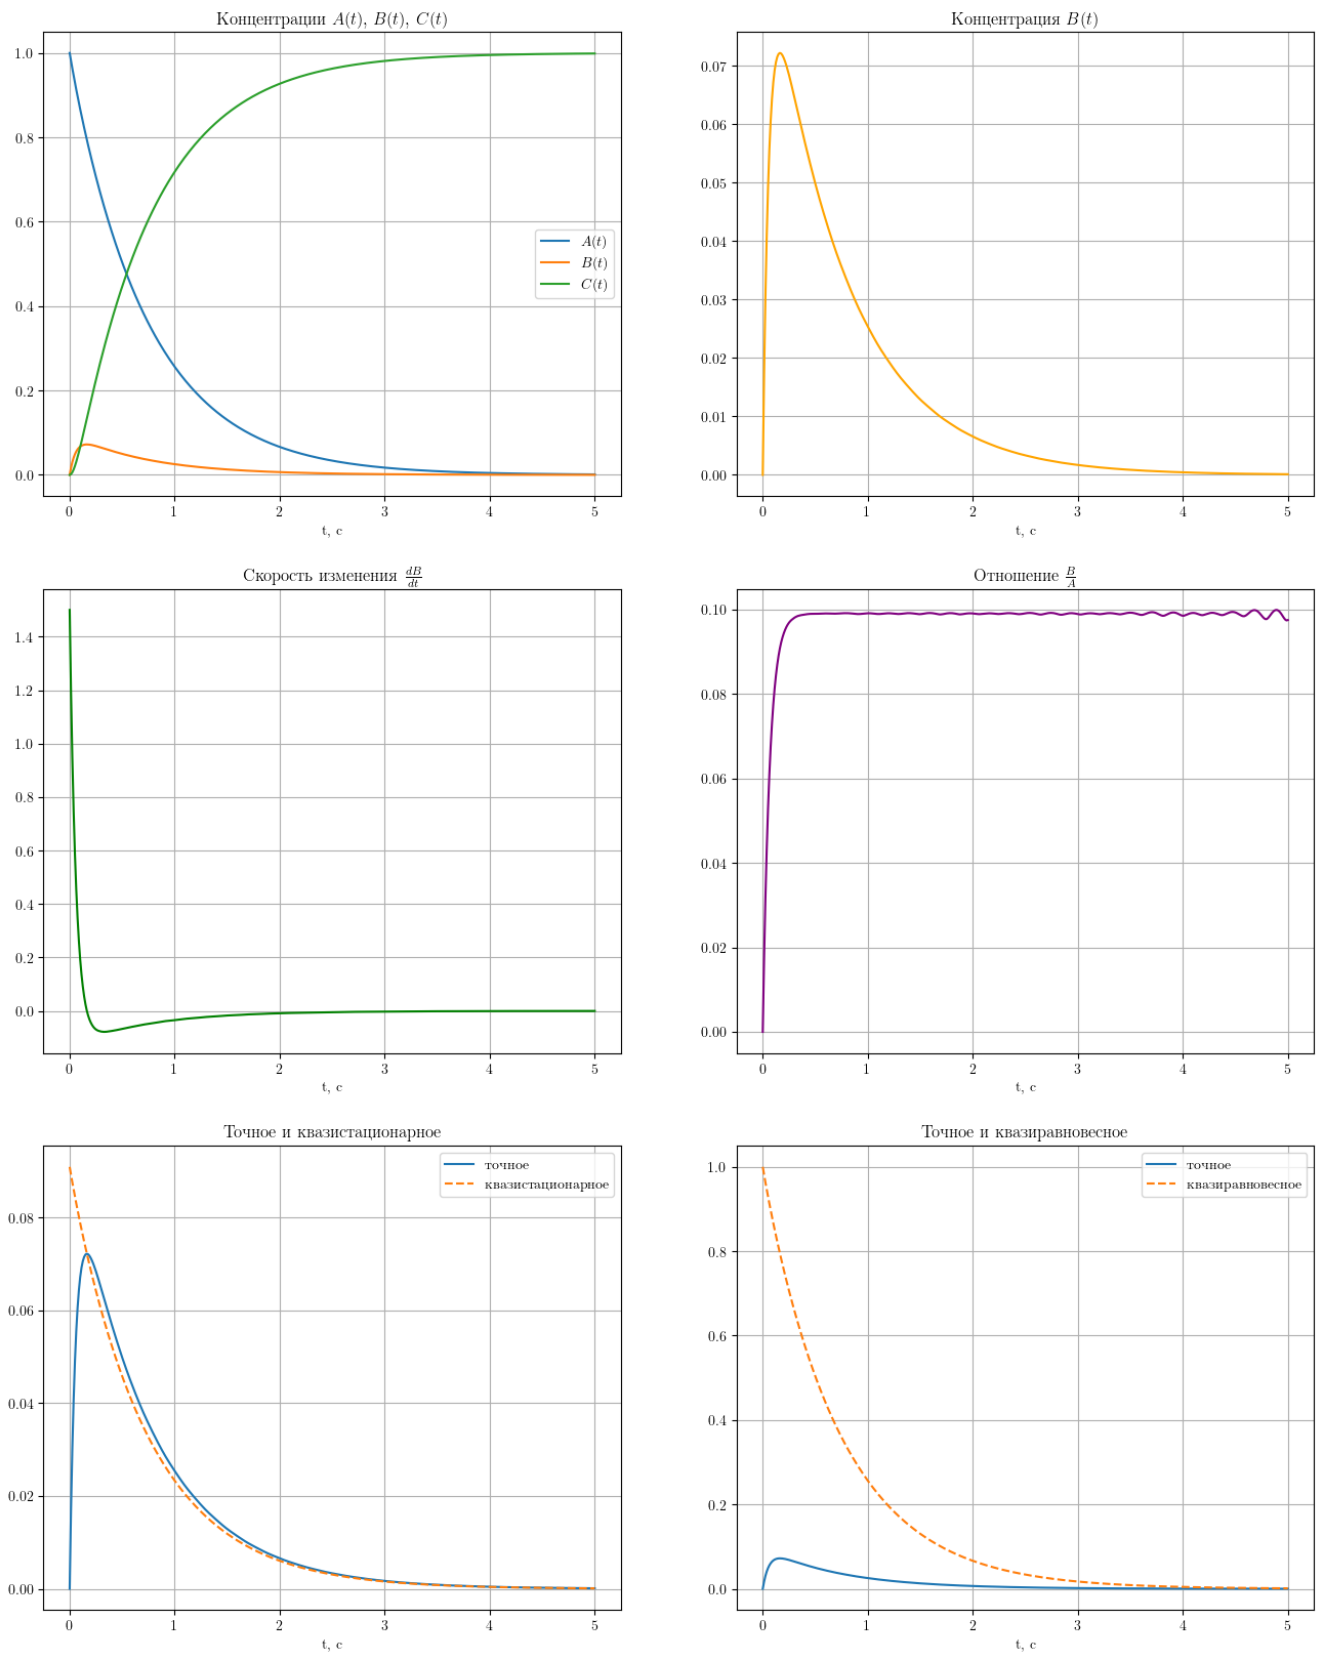 Концентрации A(t), B(t), C(t)
1.0
0.8
0.6
0.4
0.2
0.0
A(t)
B(t)
C(t)
0 1 2 3 4 5
t, с
Концентрация B(t)
0.07
0.06
0.05
0.04
0.03
0.02
0.01
0.00
0 1 2 3 4 5
t, с
Скорость изменения dB/dt
1.4
1.2
1.0
0.8
0.6
0.4
0.2
0.0
0 1 2 3 4 5
t, с
Отношение B/A
0.10
0.08
0.06
0.04
0.02
0.00
0 1 2 3 4 5
t, с
Точное и квазистационарное
точное
квазистационарное
0.08
0.06
0.04
0.02
0.00
0 1 2 3 4 5
t, с
Точное и квазиравновесное
точное
квазиравновесное
1.0
0.8
0.6
0.4
0.2
0.0
0 1 2 3 4 5
t, с